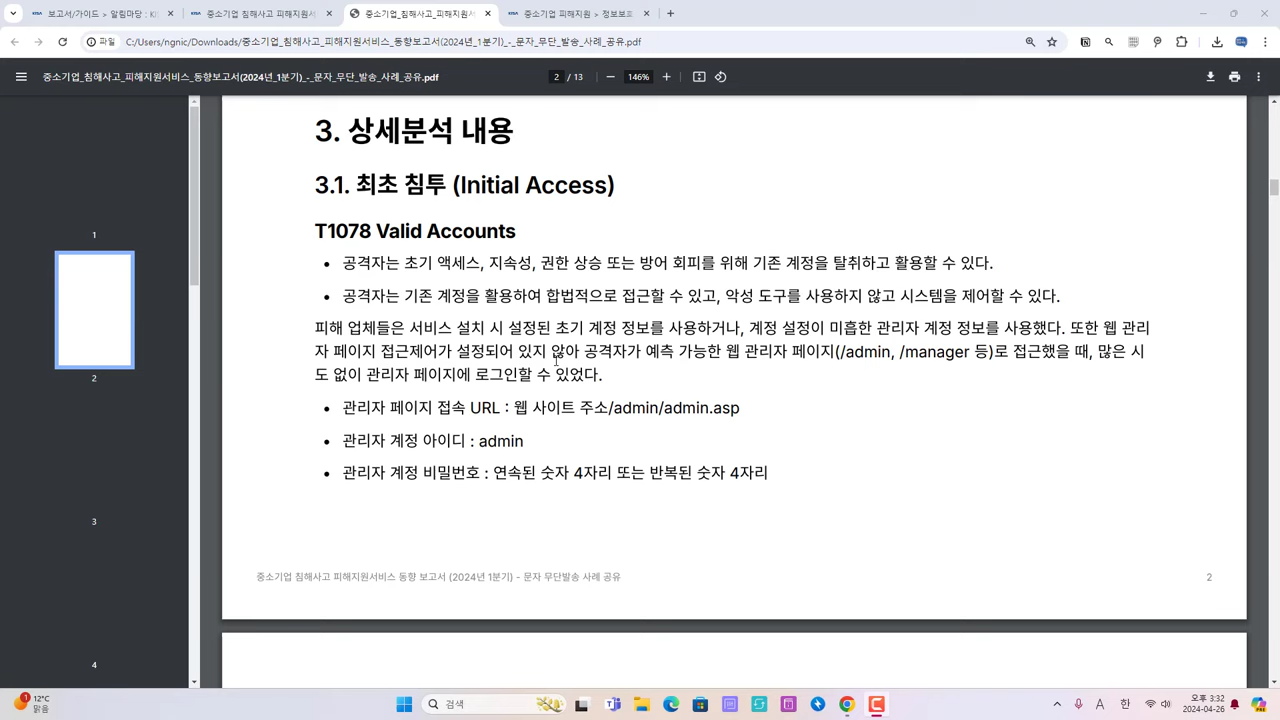 보고서/가이드 > 알림마당 : KI
중소기업 침해사고 피해지원서비
중소기업_침해사고_피해지원서비
중소기업 피해지원 > 정보보호
파일
C:/Users/ngnic/Downloads/중소기업_침해사고_피해지원서비스_동향보고서(2024년_1분기)_-_문자_무단_발송_사례_공유.pdf
중소기업_침해사고_피해지원서비스_동향보고서(2024년_1분기)_-_문자_무단_발송_사례_공유.pdf
2 / 13
146%
3. 상세분석 내용
3.1. 최초 침투 (Initial Access)
T1078 Valid Accounts
• 공격자는 초기 액세스, 지속성, 권한 상승 또는 방어 회피를 위해 기존 계정을 탈취하고 활용할 수 있다.
• 공격자는 기존 계정을 활용하여 합법적으로 접근할 수 있고, 악성 도구를 사용하지 않고 시스템을 제어할 수 있다.
피해 업체들은 서비스 설치 시 설정된 초기 계정 정보를 사용하거나, 계정 설정이 미흡한 관리자 계정 정보를 사용했다. 또한 웹 관리
자 페이지 접근제어가 설정되어 있지 않아 공격자가 예측 가능한 웹 관리자 페이지(/admin, /manager 등)로 접근했을 때, 많은 시
도 없이 관리자 페이지에 로그인할 수 있었다.
• 관리자 페이지 접속 URL : 웹 사이트 주소/admin/admin.asp
• 관리자 계정 아이디 : admin
• 관리자 계정 비밀번호 : 연속된 숫자 4자리 또는 반복된 숫자 4자리
중소기업 침해사고 피해지원서비스 동향 보고서 (2024년 1분기) - 문자 무단발송 사례 공유
2
1
2
3
4
12°C
맑음
검색
A
한
오후 3:32
2024-04-26